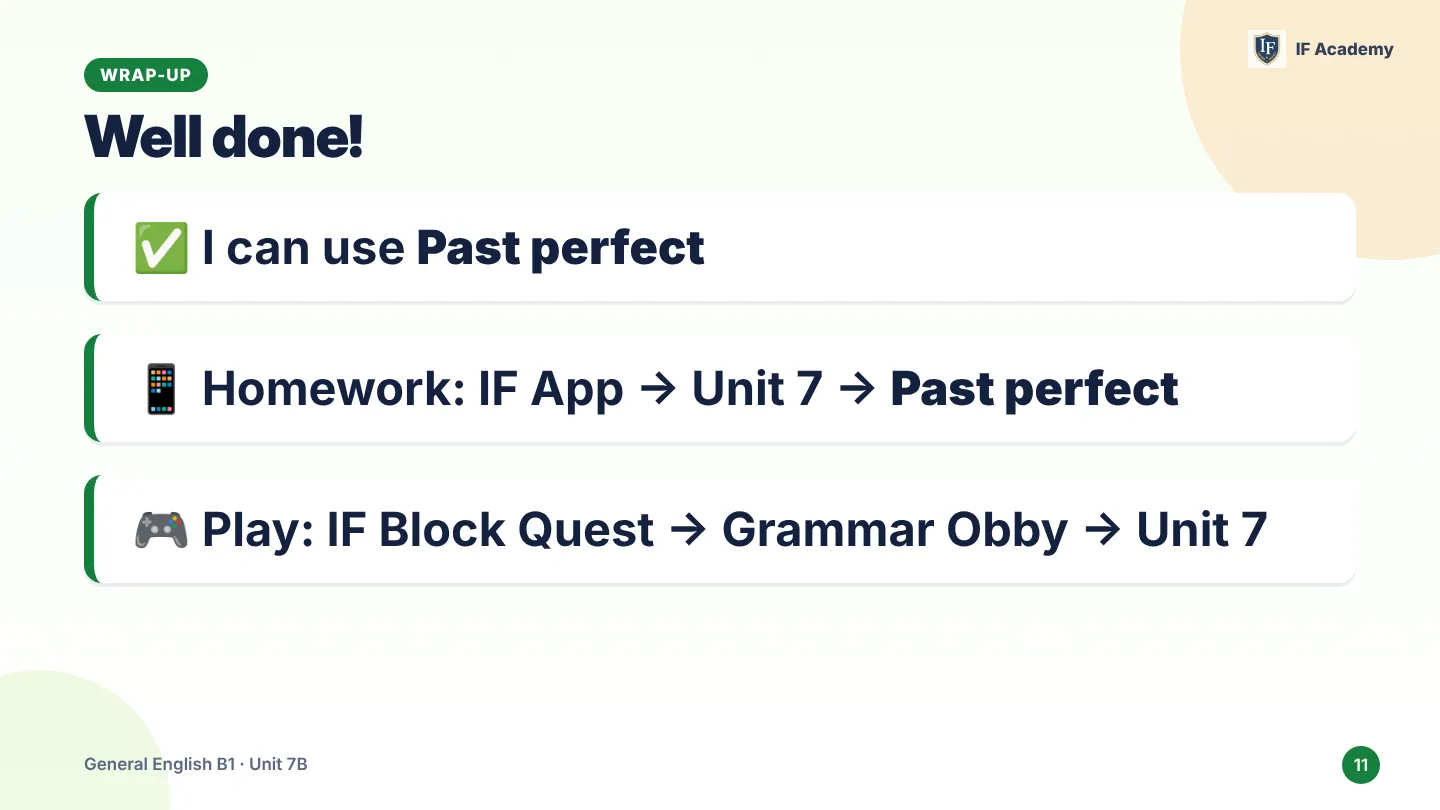 IF Academy
WRAP-UP
Well done!
✅ I can use Past perfect
📱 Homework: IF App → Unit 7 → Past perfect
🎮 Play: IF Block Quest → Grammar Obby → Unit 7
General English B1 · Unit 7B
11